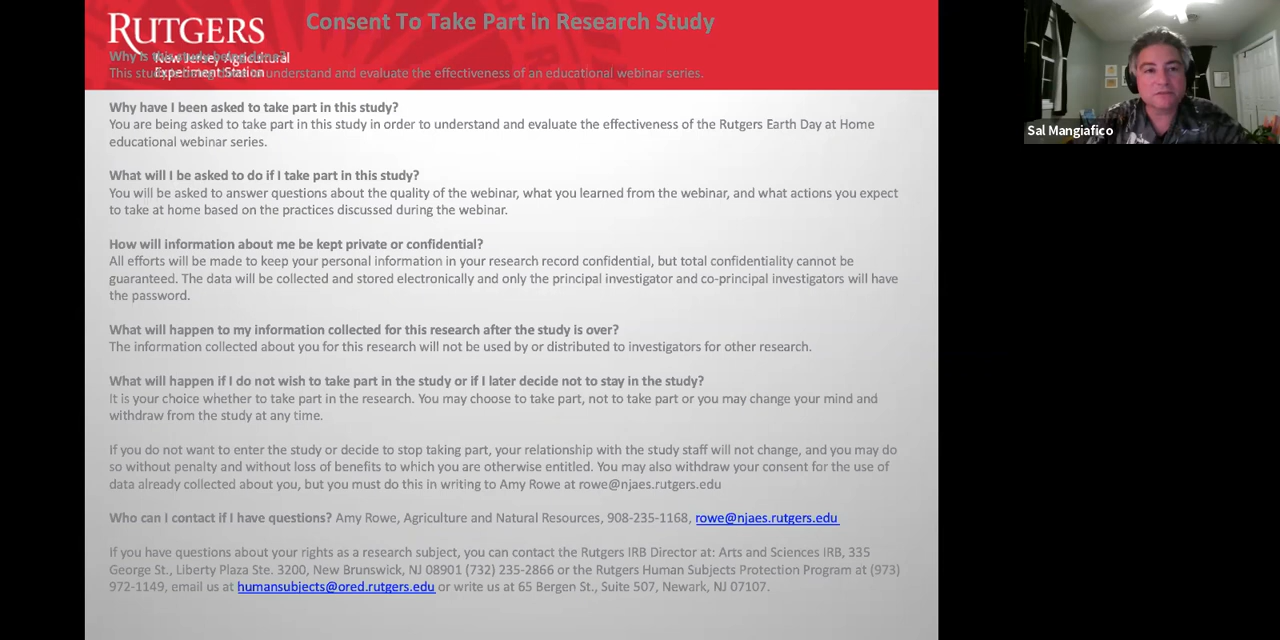 RUTGERS
New Jersey Agricultural
Experiment Station
Consent To Take Part in Research Study
Why is this study being done?
This study understand and evaluate the effectiveness of an educational webinar series.
Why have I been asked to take part in this study?
You are being asked to take part in this study in order to understand and evaluate the effectiveness of the Rutgers Earth Day at Home
educational webinar series.
What will I be asked to do if I take part in this study?
You will be asked to answer questions about the quality of the webinar, what you learned from the webinar, and what actions you expect
to take at home based on the practices discussed during the webinar.
How will information about me be kept private or confidential?
All efforts will be made to keep your personal information in your research record confidential, but total confidentiality cannot be
guaranteed. The data will be collected and stored electronically and only the principal investigator and co-principal investigators will have
the password.
What will happen to my information collected for this research after the study is over?
The information collected about you for this research will not be used by or distributed to investigators for other research.
What will happen if I do not wish to take part in the study or if I later decide not to stay in the study?
It is your choice whether to take part in the research. You may choose to take part, not to take part or you may change your mind and
withdraw from the study at any time.
If you do not want to enter the study or decide to stop taking part, your relationship with the study staff will not change, and you may do
so without penalty and without loss of benefits to which you are otherwise entitled. You may also withdraw your consent for the use of
data already collected about you, but you must do this in writing to Amy Rowe at rowe@njaes.rutgers.edu
Who can I contact if I have questions? Amy Rowe, Agriculture and Natural Resources, 908-235-1168, rowe@njaes.rutgers.edu
If you have questions about your rights as a research subject, you can contact the Rutgers IRB Director at: Arts and Sciences IRB, 335
George St., Liberty Plaza Ste. 3200, New Brunswick, NJ 08901 (732) 235-2866 or the Rutgers Human Subjects Protection Program at (973)
972-1149, email us at humansubjects@ored.rutgers.edu or write us at 65 Bergen St., Suite 507, Newark, NJ 07107.
Sal Mangiafico